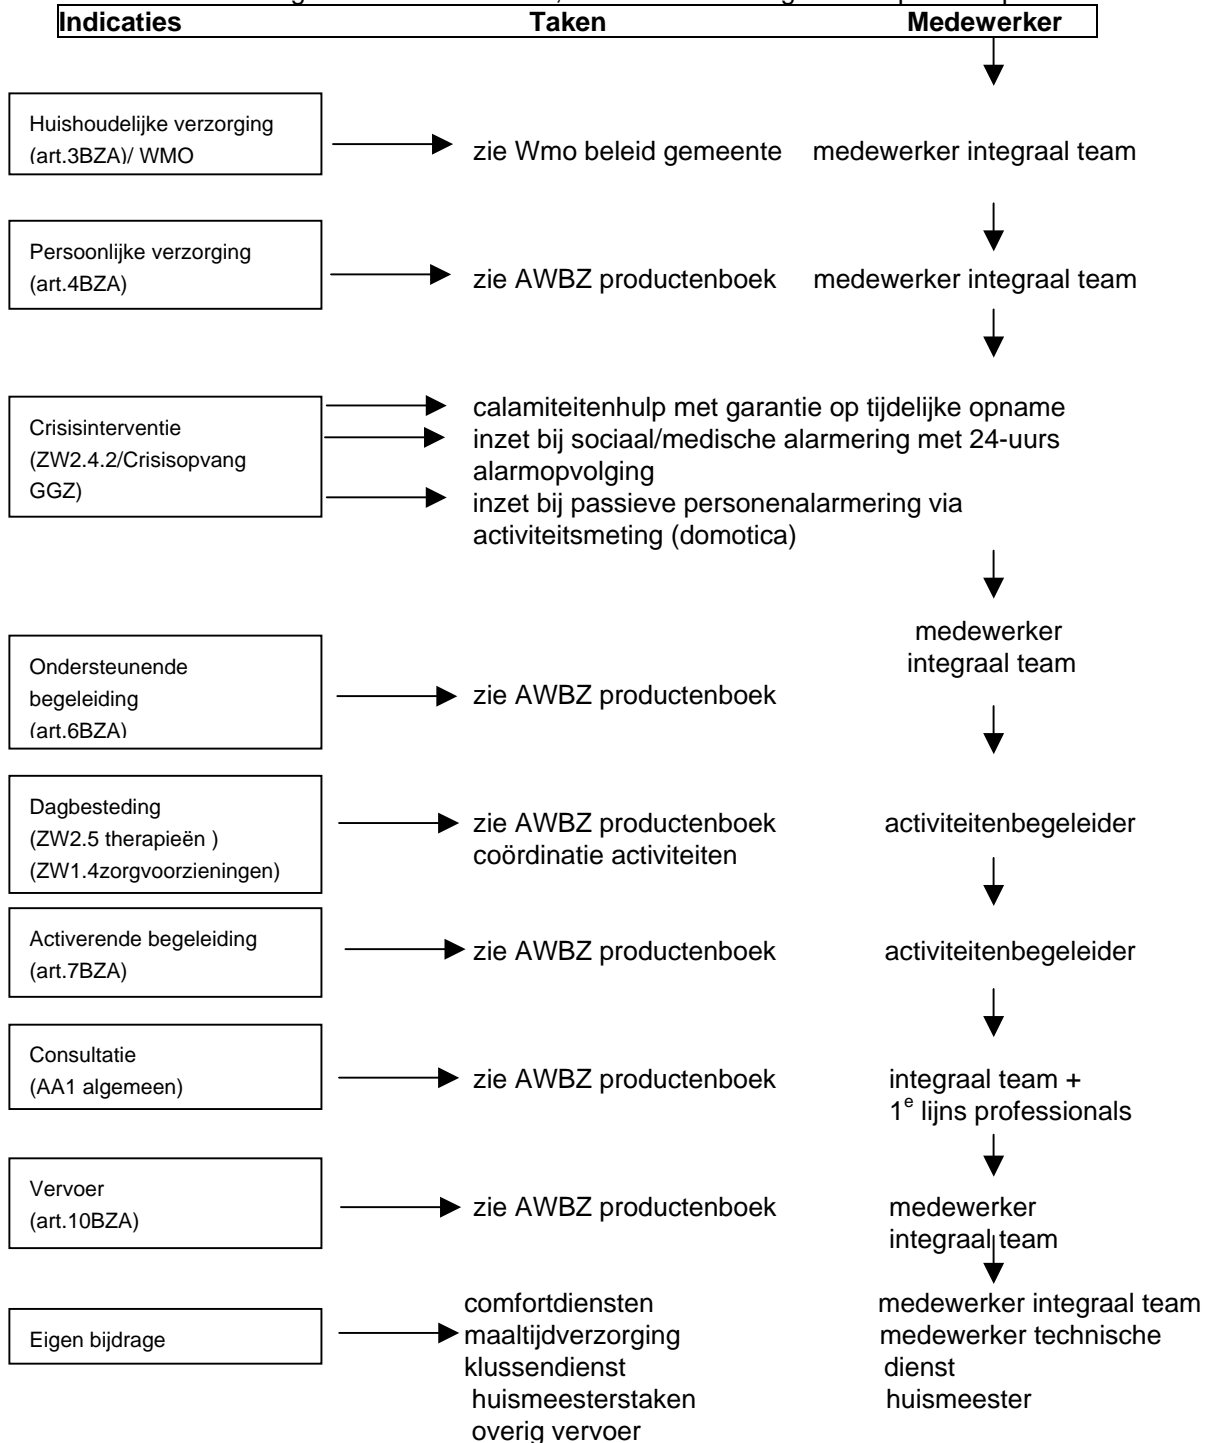 Indicaties Taken Medewerker
Huishoudelijke verzorging
(art.3BZA)/ WMO
zie Wmo beleid gemeente medewerker integraal team
Persoonlijke verzorging
(art.4BZA)
zie AWBZ productenboek medewerker integraal team
Crisisinterventie
(ZW2.4.2/Crisisopvang
GGZ)
calamiteitenhulp met garantie op tijdelijke opname
inzet bij sociaal/medische alarmering met 24-uurs
alarmopvolging
inzet bij passieve personenalarmering via
activiteitsmeting (domotica)
medewerker
integraal team
Ondersteunende
begeleiding
(art.6BZA)
zie AWBZ productenboek
Dagbesteding
(ZW2.5 therapieën )
(ZW1.4zorgvoorzieningen)
zie AWBZ productenboek activiteitenbegeleider
coördinatie activiteiten
Activerende begeleiding
(art.7BZA)
zie AWBZ productenboek activiteitenbegeleider
Consultatie
(AA1 algemeen)
zie AWBZ productenboek integraal team +
1e lijns professionals
Vervoer
(art.10BZA)
zie AWBZ productenboek medewerker
integraal team
Eigen bijdrage
comfortdiensten medewerker integraal team
maaltijdverzorging medewerker technische
klussendienst dienst
huismeesterstaken huismeester
overig vervoer